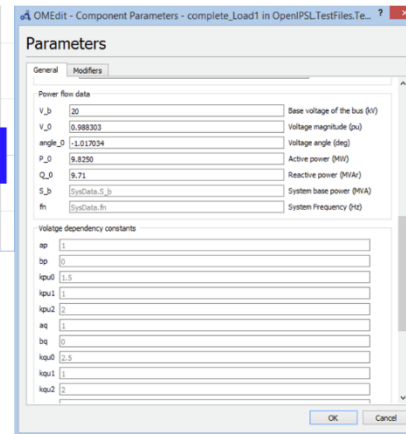 OMEdit - Component Parameters - complete_Load1 in OpenIPSL.TestFiles.Te... ?
Parameters
General Modifiers
Power flow data
V_b 20 Base voltage of the bus (kV)
V_0 0.988303 Voltage magnitude (pu)
angle_0 -1.017034 Voltage angle (deg)
P_0 9.8250 Active power (MW)
Q_0 9.71 Reactive power (MVAr)
S_b SysData.S_b System base power (MVA)
fn SysData.fn System Frequency (Hz)
Volatge dependency constants
ap 1
bp 0
kpu0 1.5
kpu1 1
kpu2 2
aq 1
bq 0
kqu0 2.5
kqu1 1
kqu2 2
OK Cancel